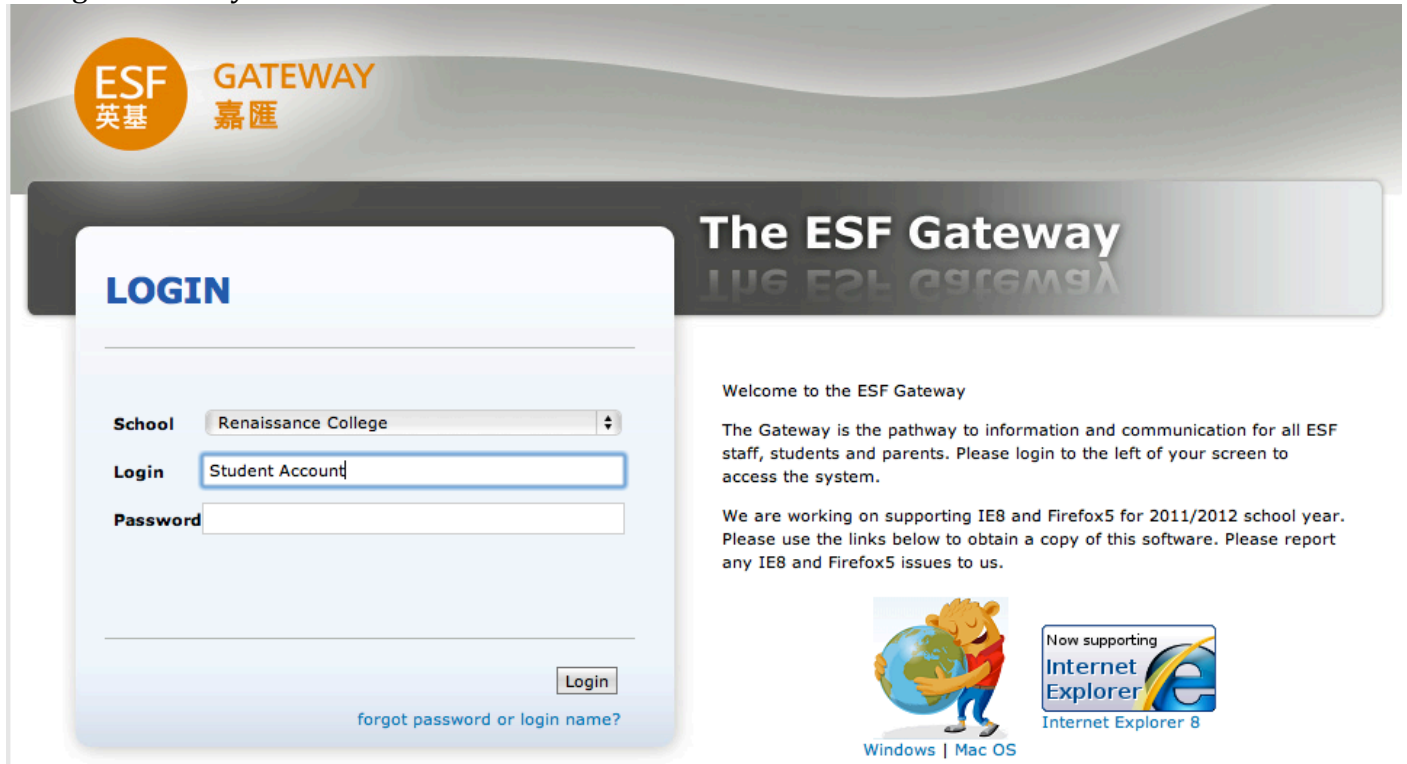 ESF
英基
GATEWAY
嘉匯
The ESF Gateway
LOGIN
School
Renaissance College
Login
Student Account
Password
Login
forgot password or login name?
Welcome to the ESF Gateway
The Gateway is the pathway to information and communication for all ESF
staff, students and parents. Please login to the left of your screen to
access the system.
We are working on supporting IE8 and Firefox5 for 2011/2012 school year.
Please use the links below to obtain a copy of this software. Please report
any IE8 and Firefox5 issues to us.
Now supporting
Internet
Explorer
Internet Explorer 8
Windows | Mac OS